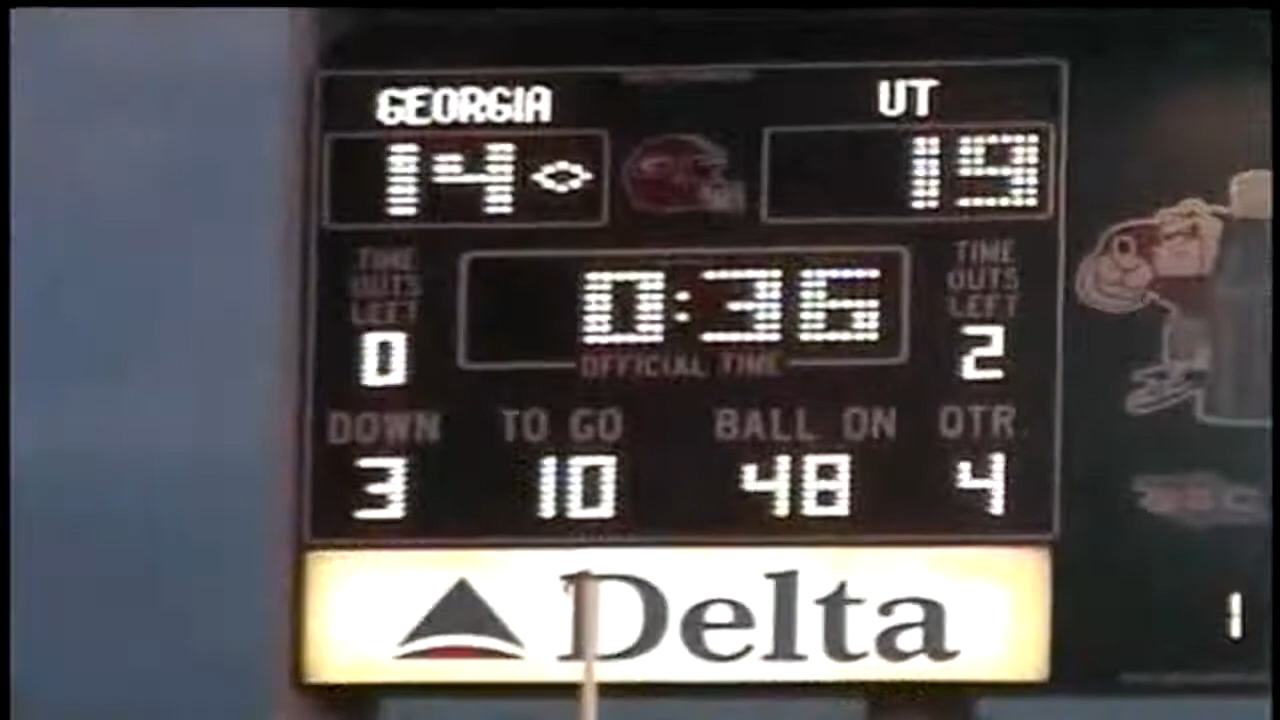 GEORGIA UT
14 19
TIME OUTS LEFT
0
0:36
OFFICIAL TIME
TIME OUTS LEFT
2
DOWN TO GO BALL ON QTR.
3 10 48 4
Delta
1